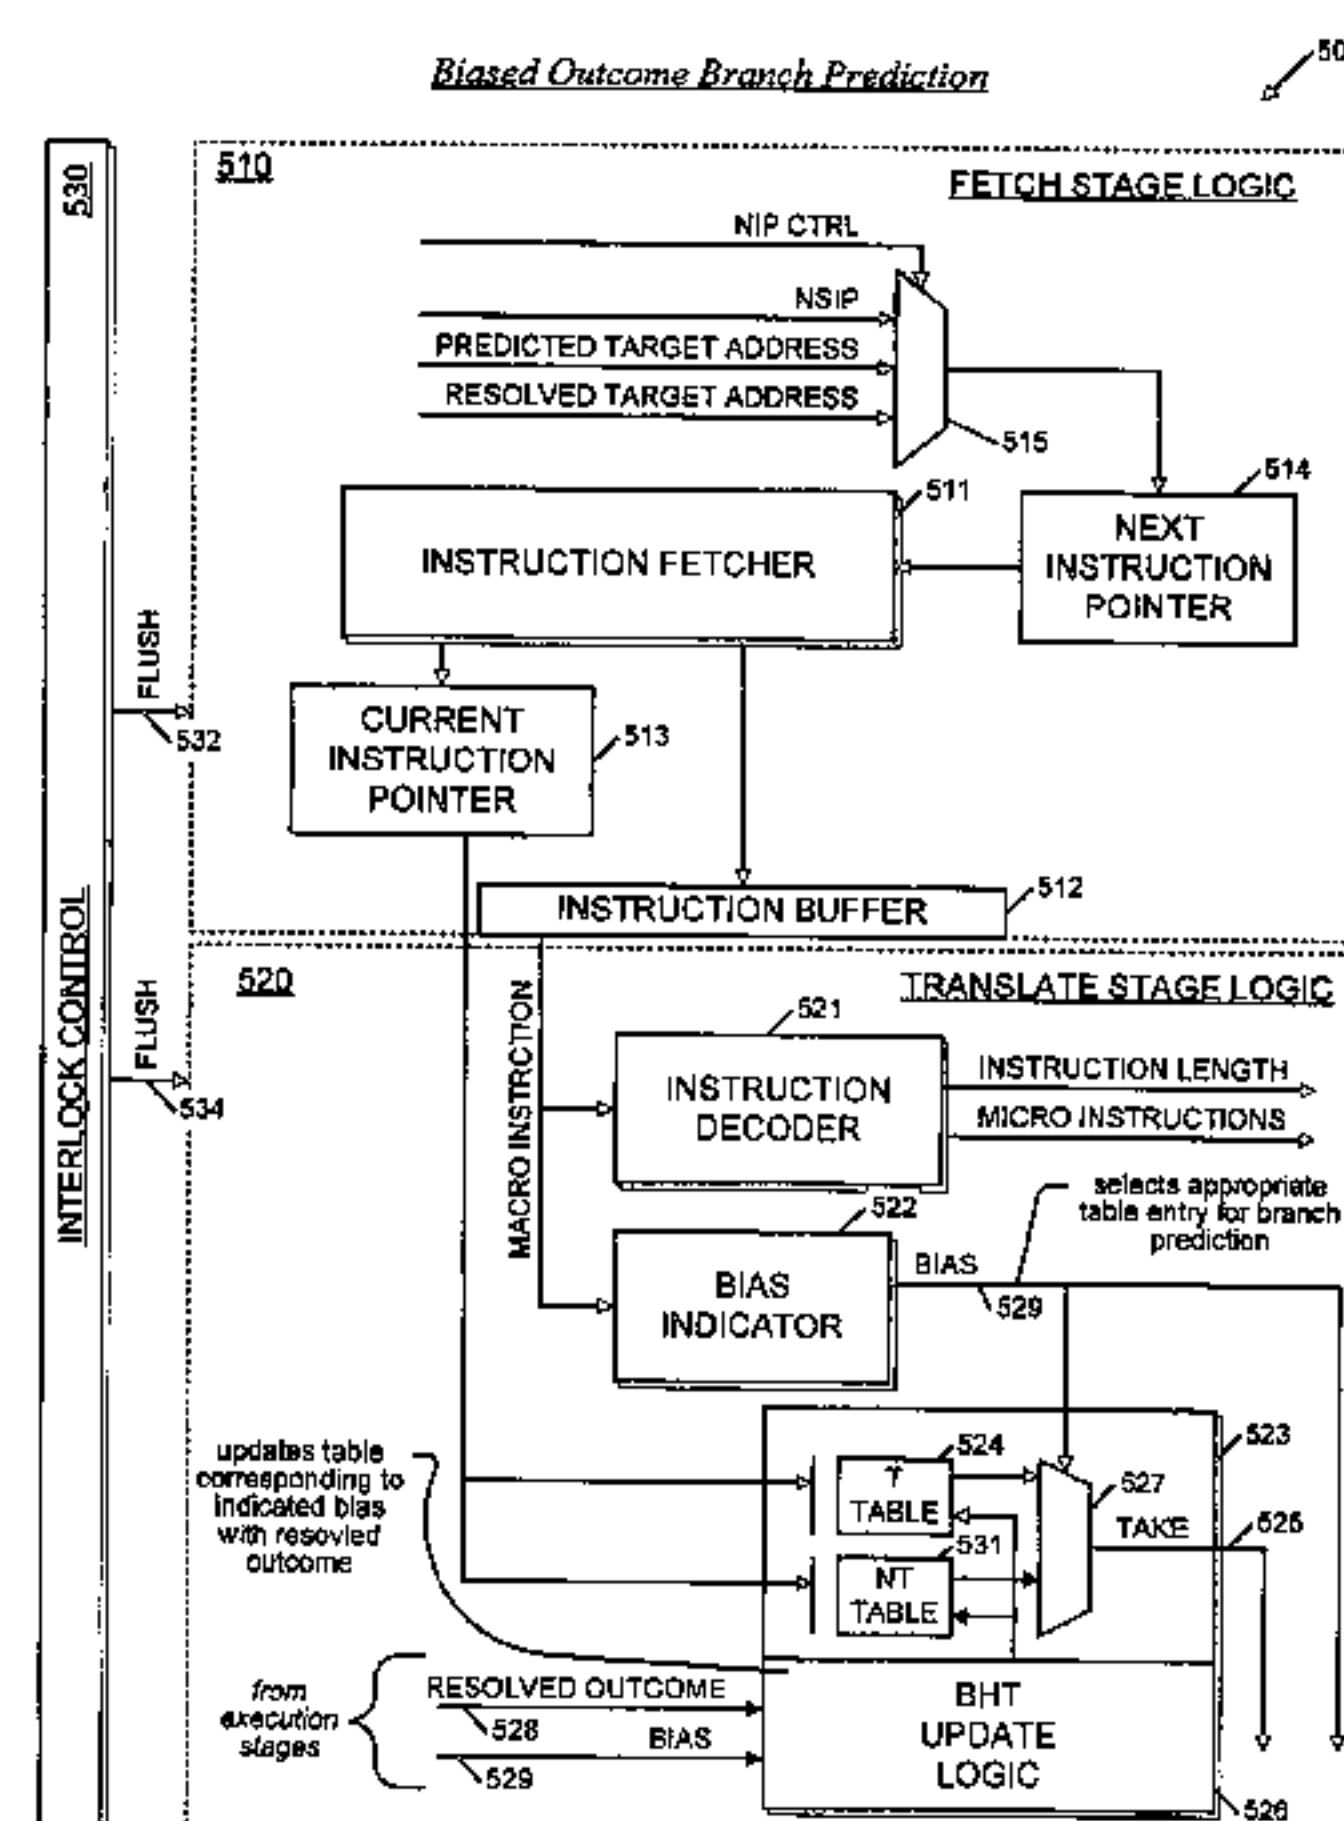 Biased Outcome Branch Prediction
50
530
510
FETCH STAGE LOGIC
NIP CTRL
NSIP
PREDICTED TARGET ADDRESS
RESOLVED TARGET ADDRESS
515
514
511
INSTRUCTION FETCHER
NEXT
INSTRUCTION
POINTER
FLUSH
532
CURRENT
INSTRUCTION
POINTER
513
INSTRUCTION BUFFER
512
INTERLOCK CONTROL
520
TRANSLATE STAGE LOGIC
FLUSH
534
MACRO INSTRCTION
521
INSTRUCTION
DECODER
INSTRUCTION LENGTH
MICRO INSTRUCTIONS
522
BIAS
INDICATOR
BIAS
529
selects appropriate
table entry for branch
prediction
updates table
corresponding to
indicated bias
with resovled
outcome
523
524
T
TABLE
527
TAKE
525
531
NT
TABLE
from
execution
stages
RESOLVED OUTCOME
528
BIAS
529
BHT
UPDATE
LOGIC
526